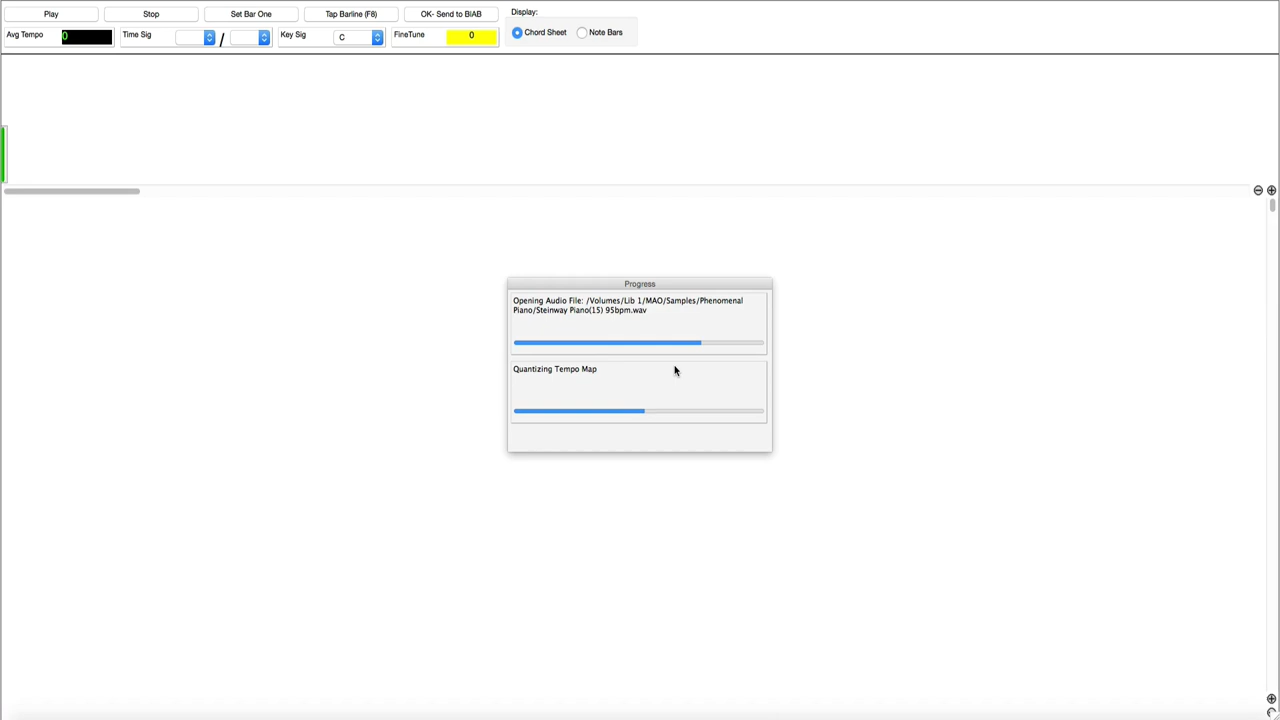 Play Stop Set Bar One Tap Barline (F8) OK- Send to BIAB Display:
Avg Tempo 0 Time Sig / Key Sig C FineTune 0 Chord Sheet Note Bars
Progress
Opening Audio File: /Volumes/Lib 1/MAO/Samples/Phenomenal
Piano/Steinway Piano(15) 95bpm.wav
Quantizing Tempo Map